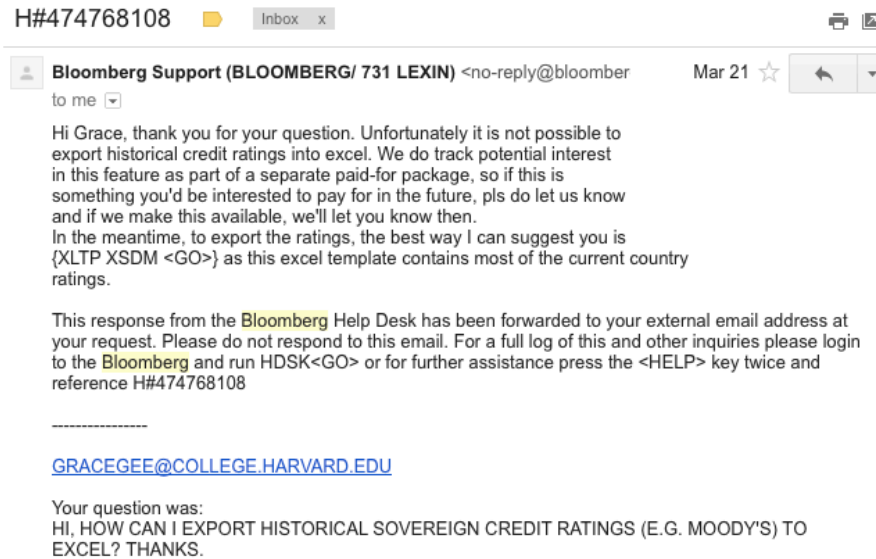 H#474768108
Inbox x
Bloomberg Support (BLOOMBERG/ 731 LEXIN) <no-reply@bloomber
Mar 21
to me
Hi Grace, thank you for your question. Unfortunately it is not possible to
export historical credit ratings into excel. We do track potential interest
in this feature as part of a separate paid-for package, so if this is
something you'd be interested to pay for in the future, pls do let us know
and if we make this available, we'll let you know then.
In the meantime, to export the ratings, the best way I can suggest you is
{XLTP XSDM <GO>} as this excel template contains most of the current country
ratings.
This response from the Bloomberg Help Desk has been forwarded to your external email address at
your request. Please do not respond to this email. For a full log of this and other inquiries please login
to the Bloomberg and run HDSK<GO> or for further assistance press the <HELP> key twice and
reference H#474768108
----------------
GRACEGEE@COLLEGE.HARVARD.EDU
Your question was:
HI, HOW CAN I EXPORT HISTORICAL SOVEREIGN CREDIT RATINGS (E.G. MOODY'S) TO
EXCEL? THANKS.